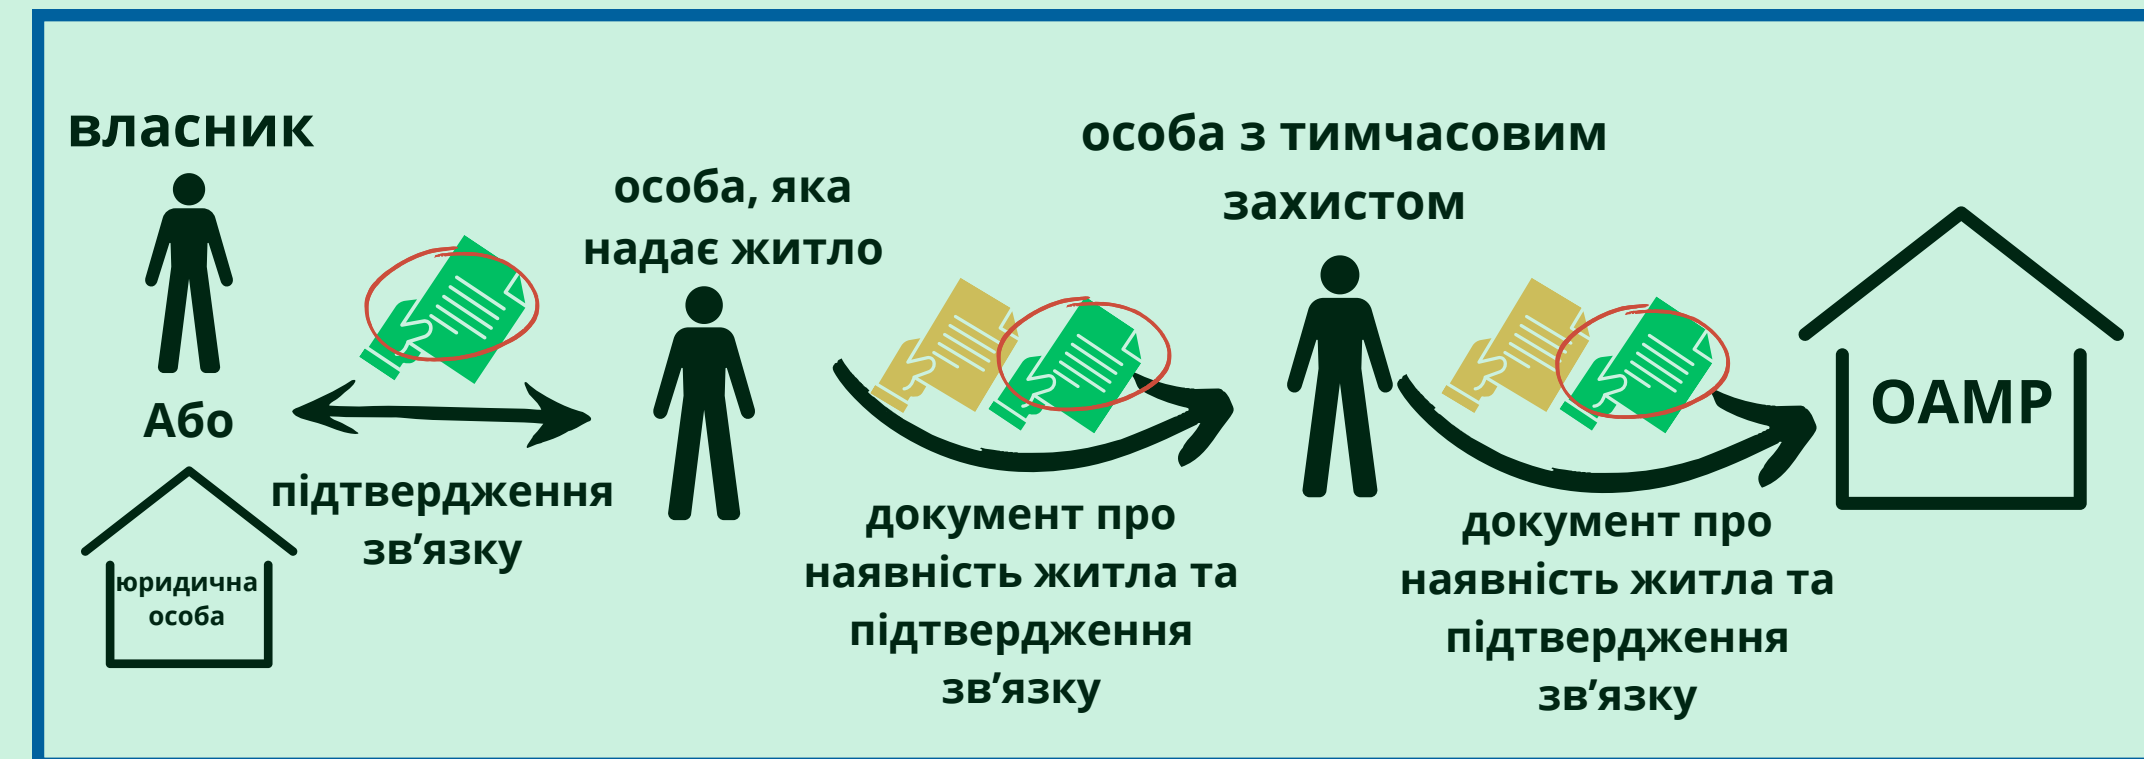 власник
Або
юридична
особа
підтвердження
зв’язку
особа, яка
надає житло
документ про
наявність житла та
підтвердження
зв’язку
особа з тимчасовим
захистом
документ про
наявність житла та
підтвердження
зв’язку
OAMP